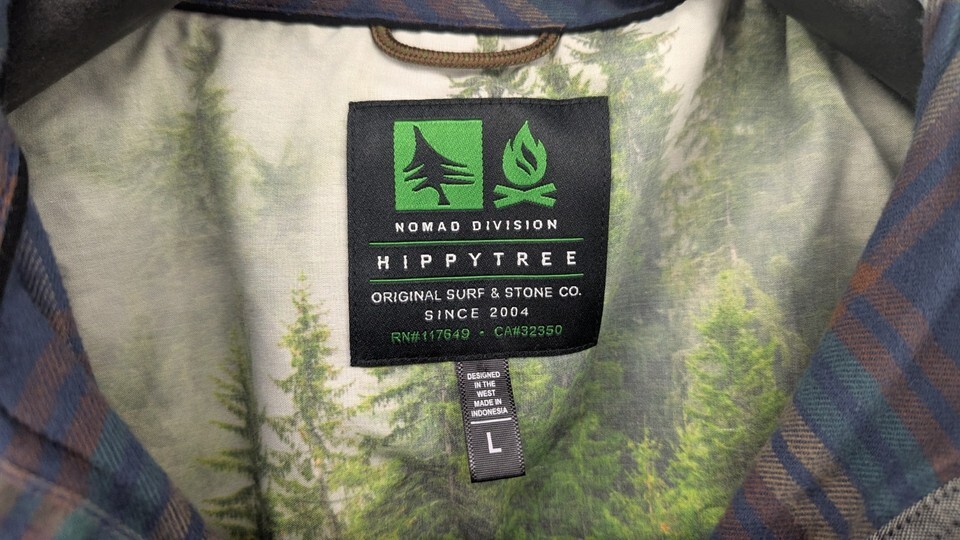 NOMAD DIVISION
HIPPYTREE
ORIGINAL SURF & STONE CO.
SINCE 2004
RN#117649 - CA#32350
DESIGNED
IN THE
WEST
MADE IN
INDONESIA
L